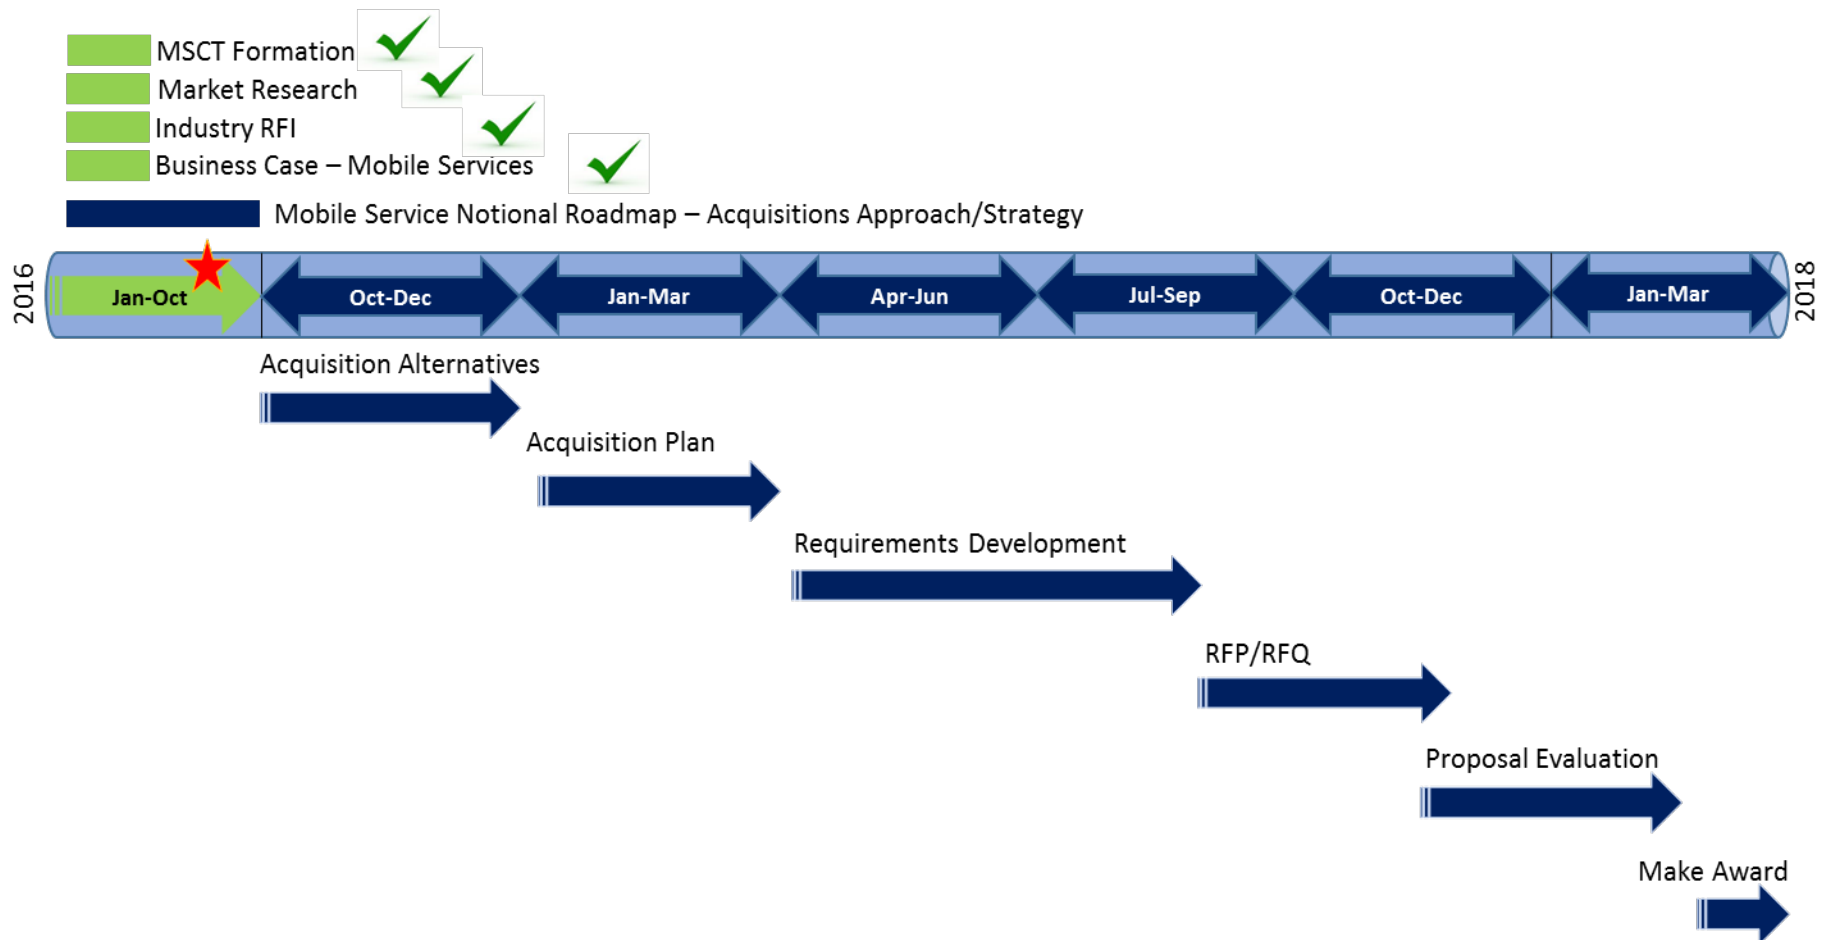 MSCT Formation
Market Research
Industry RFI
Business Case – Mobile Services
Mobile Service Notional Roadmap – Acquisitions Approach/Strategy
2016
Jan-Oct
Oct-Dec
Jan-Mar
Apr-Jun
Jul-Sep
Oct-Dec
Jan-Mar
2018
Acquisition Alternatives
Acquisition Plan
Requirements Development
RFP/RFQ
Proposal Evaluation
Make Award